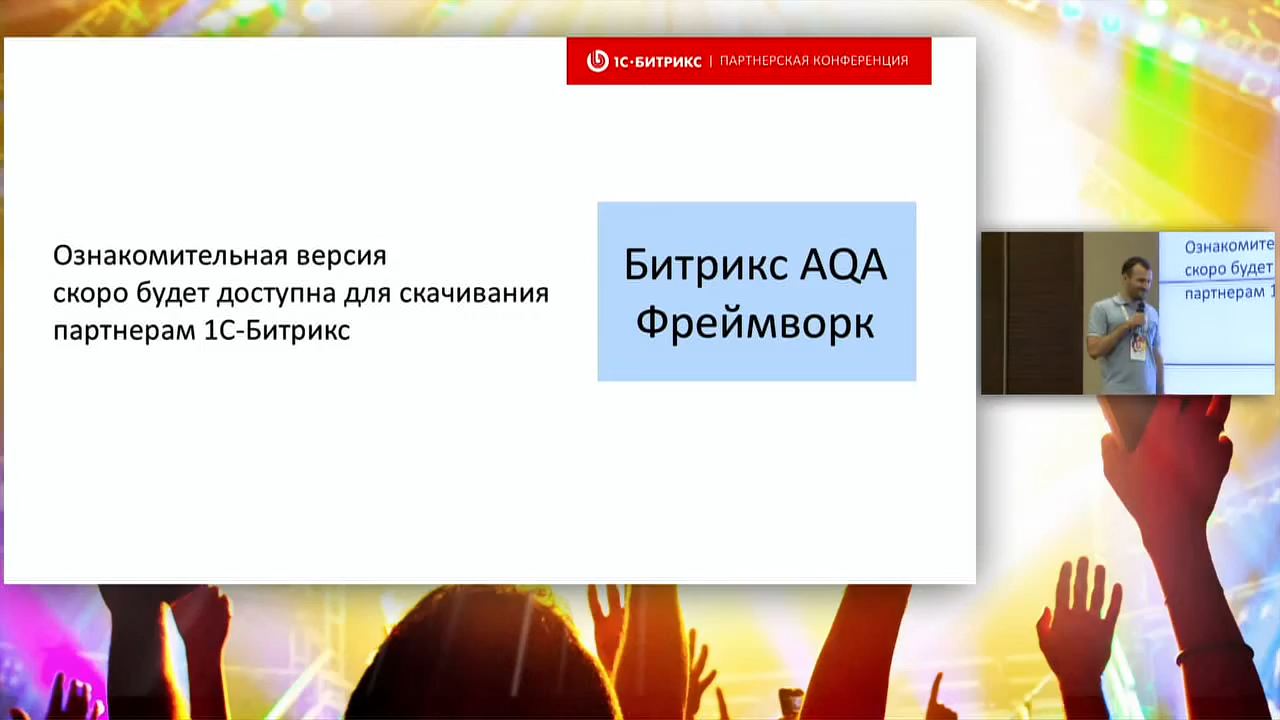 1С·БИТРИКС | ПАРТНЕРСКАЯ КОНФЕРЕНЦИЯ
Ознакомительная версия
скоро будет доступна для скачивания
партнерам 1С-Битрикс
Битрикс AQA
Фреймворк
Ознакомите
скоро будет
партнерам 1